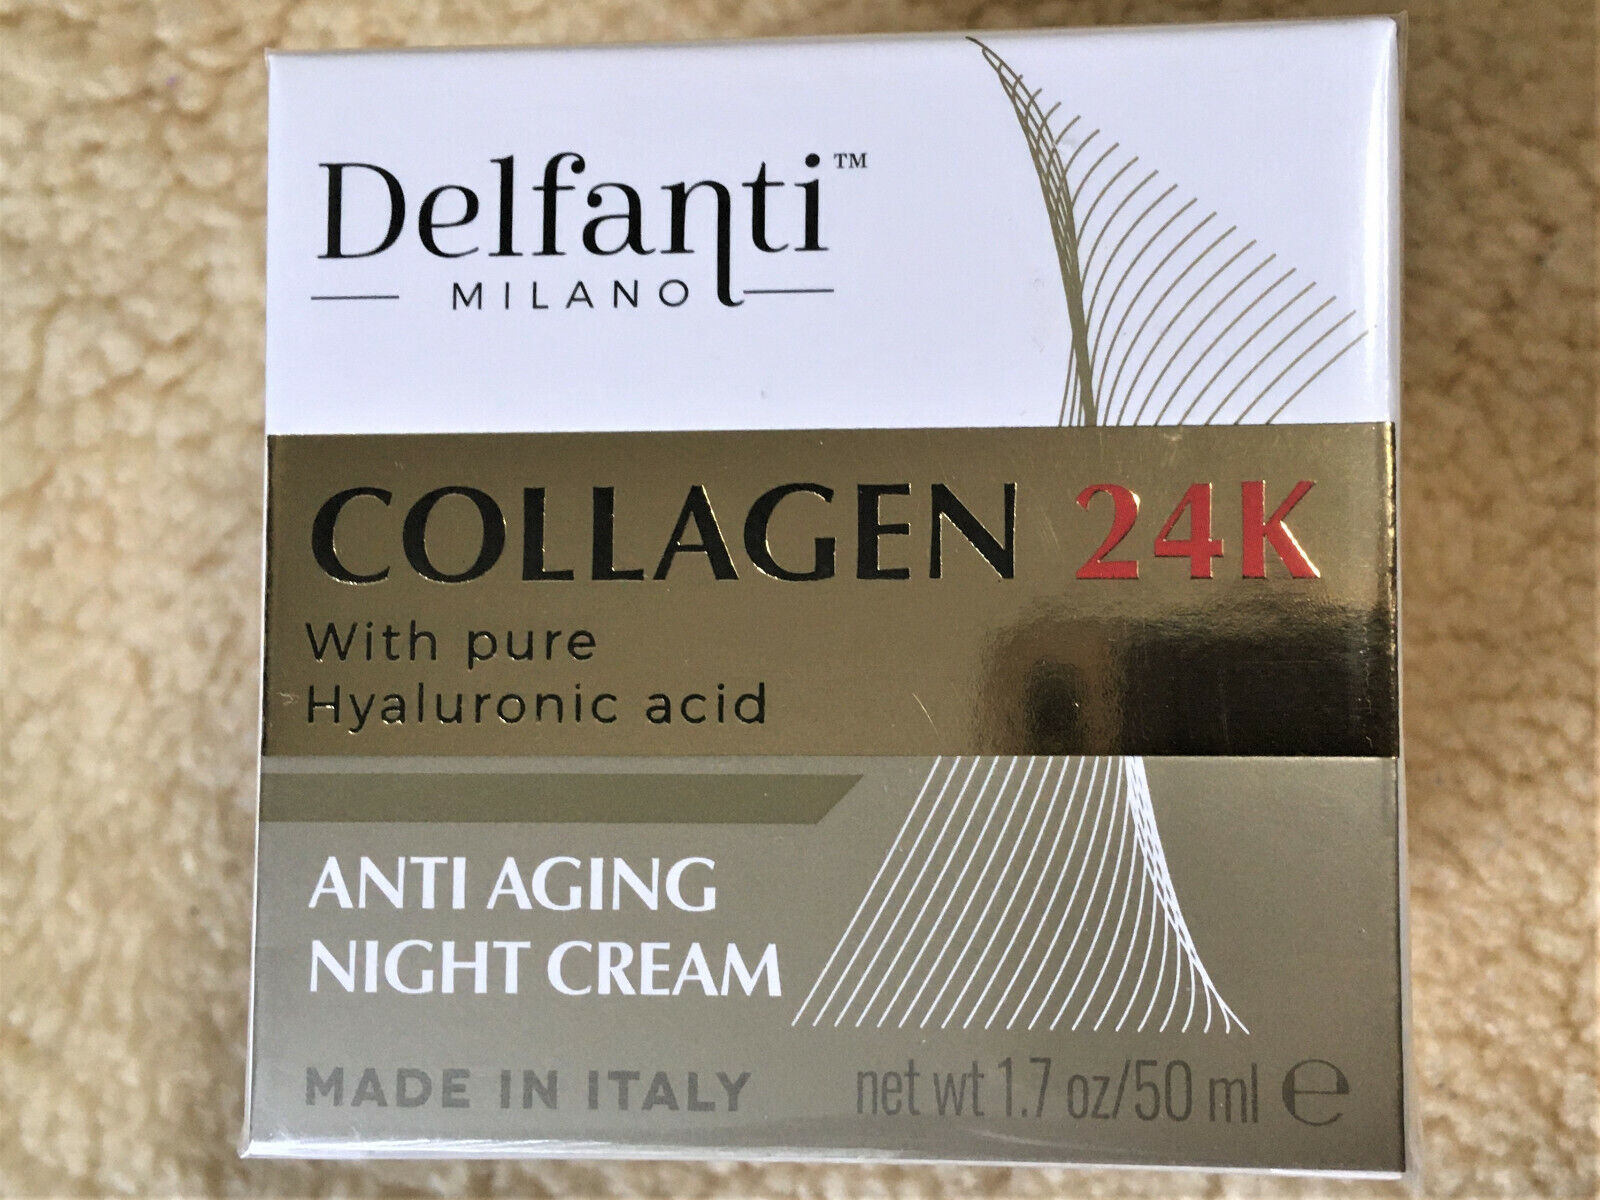 Delfanti™
MILANO
COLLAGEN 24K
With pure
Hyaluronic acid
ANTI AGING
NIGHT CREAM
MADE IN ITALY
net wt 1.7 oz/50 ml ℮